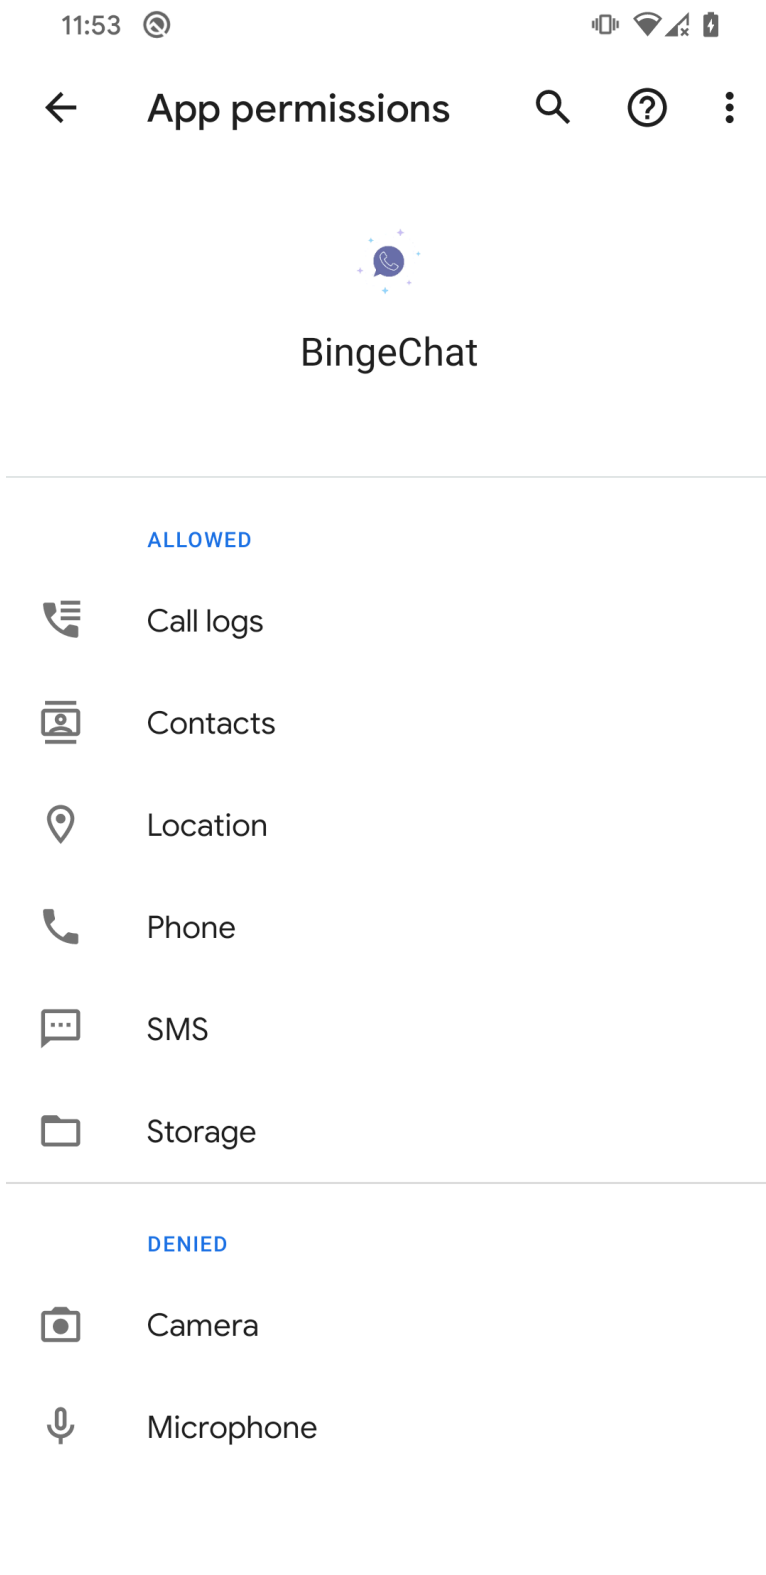 11:53
App permissions
BingeChat
ALLOWED
Call logs
Contacts
Location
Phone
SMS
Storage
DENIED
Camera
Microphone